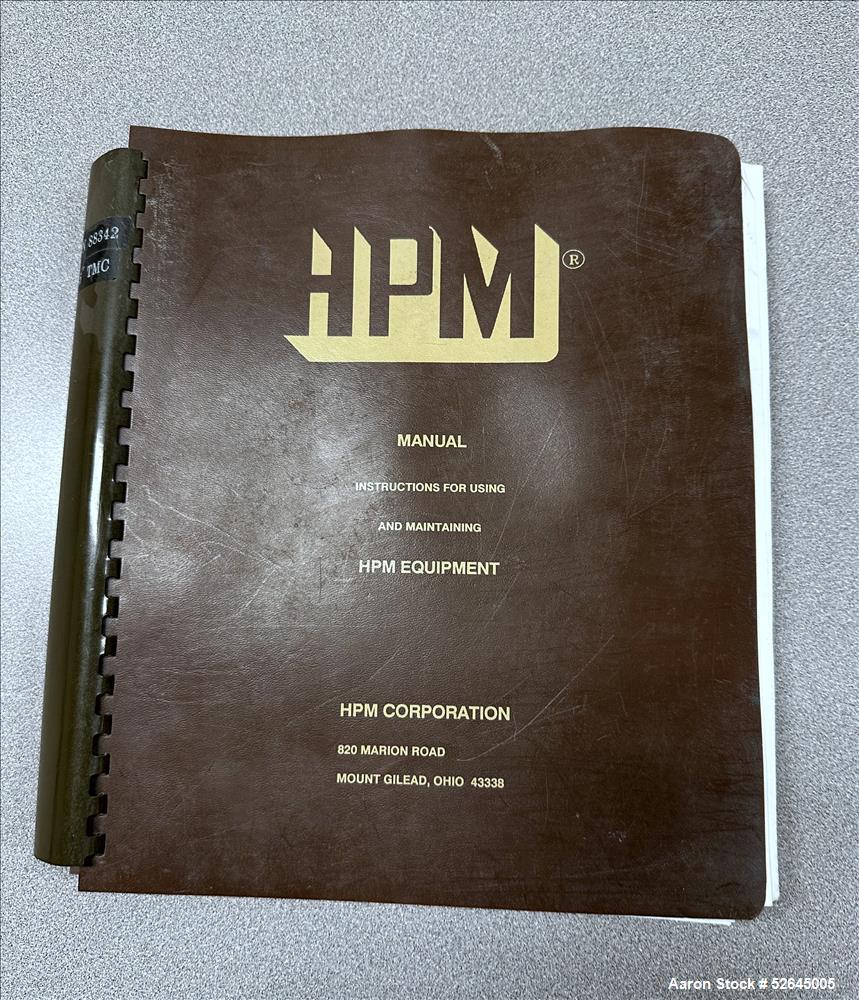 88342
TMC
HPM®
MANUAL
INSTRUCTIONS FOR USING
AND MAINTAINING
HPM EQUIPMENT
HPM CORPORATION
820 MARION ROAD
MOUNT GILEAD, OHIO 43338
Aaron Stock # 52645005